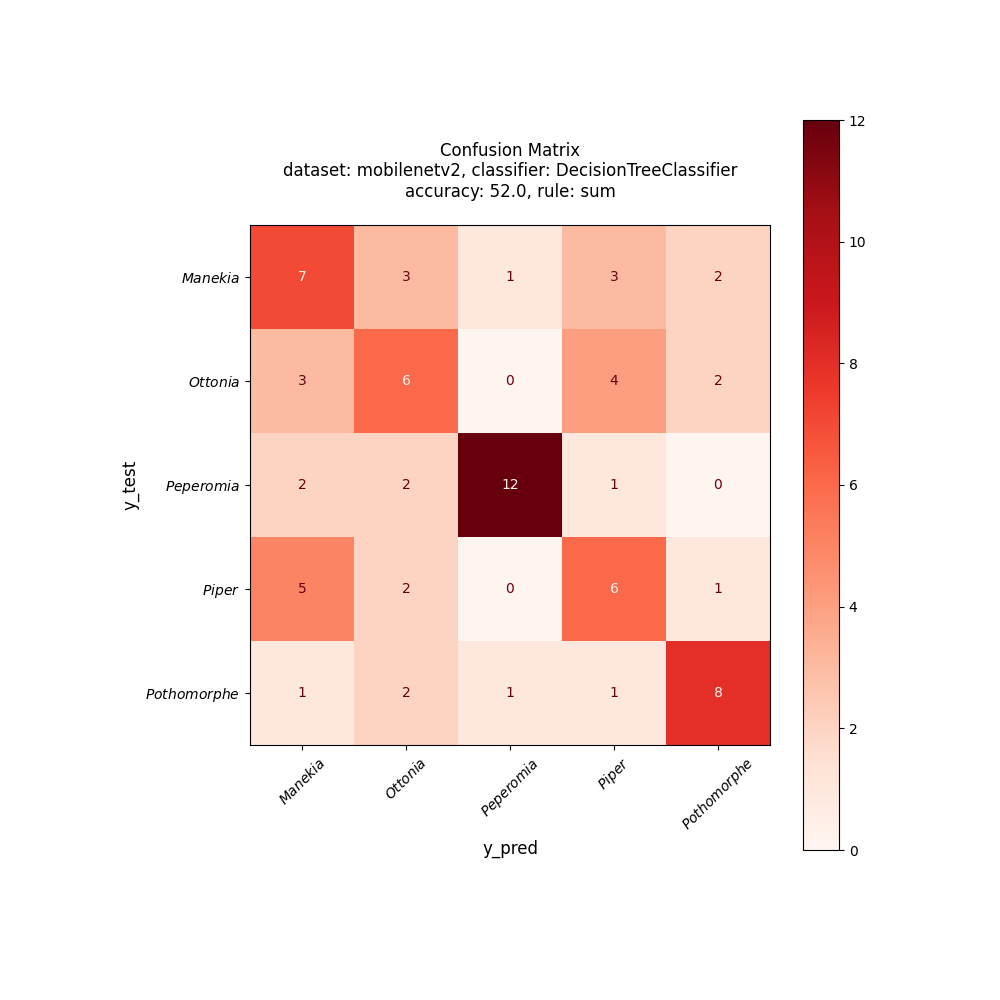 Confusion Matrix
dataset: mobilenetv2, classifier: DecisionTreeClassifier
accuracy: 52.0, rule: sum
12
10
8
6
4
2
0
y_test
Manekia 7 3 1 3 2
Ottonia 3 6 0 4 2
Peperomia 2 2 12 1 0
Piper 5 2 0 6 1
Pothomorphe 1 2 1 1 8
Manekia Ottonia Peperomia Piper Pothomorphe
y_pred